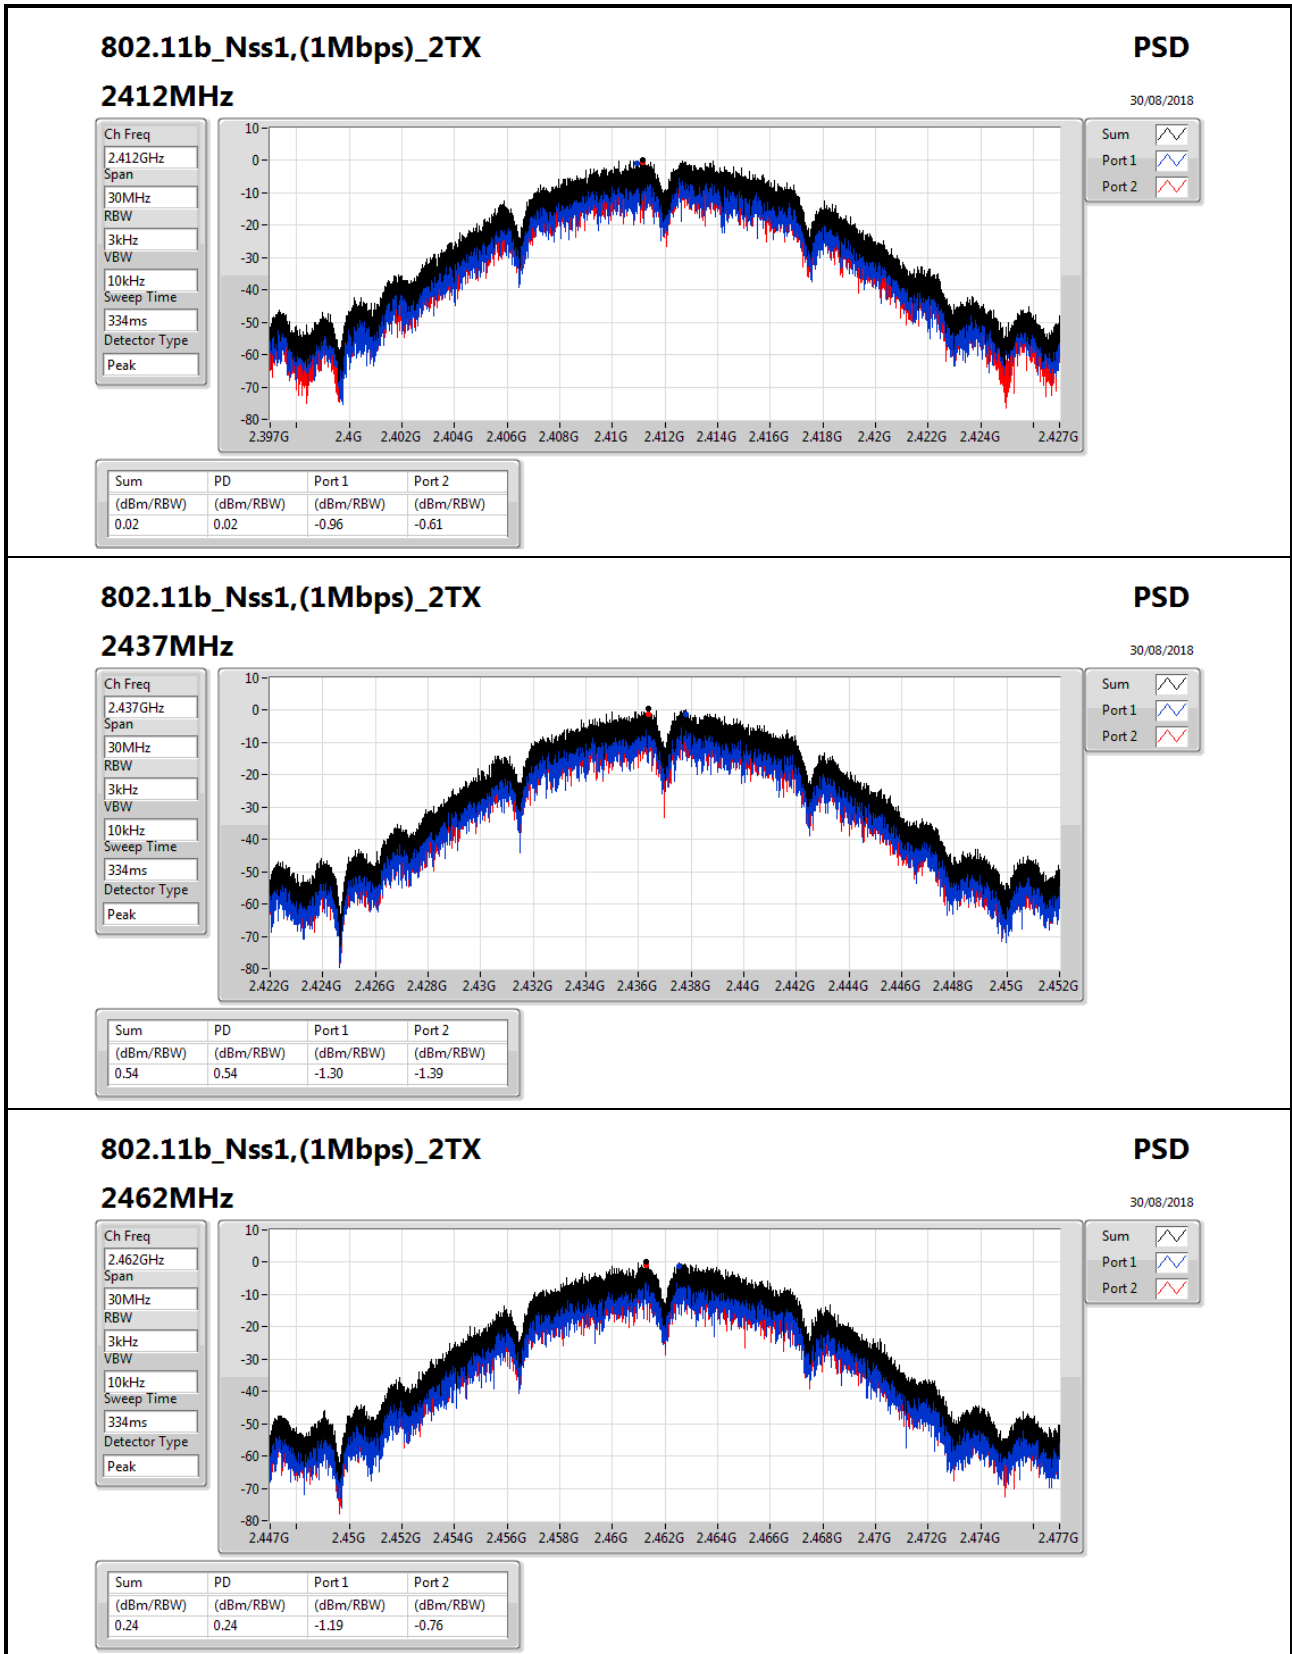 802.11b_Nss1,(1Mbps)_2TX PSD
2412MHz 30/08/2018
Ch Freq
2.412GHz
Span
30MHz
RBW
3kHz
VBW
10kHz
Sweep Time
334ms
Detector Type
Peak
10
0
-10
-20
-30
-40
-50
-60
-70
-80
2.397G 2.4G 2.402G 2.404G 2.406G 2.408G 2.41G 2.412G 2.414G 2.416G 2.418G 2.42G 2.422G 2.424G 2.427G
Sum
Port 1
Port 2
Sum PD Port 1 Port 2
(dBm/RBW) (dBm/RBW) (dBm/RBW) (dBm/RBW)
0.02 0.02 -0.96 -0.61
802.11b_Nss1,(1Mbps)_2TX PSD
2437MHz 30/08/2018
Ch Freq
2.437GHz
Span
30MHz
RBW
3kHz
VBW
10kHz
Sweep Time
334ms
Detector Type
Peak
10
0
-10
-20
-30
-40
-50
-60
-70
-80
2.422G 2.424G 2.426G 2.428G 2.43G 2.432G 2.434G 2.436G 2.438G 2.44G 2.442G 2.444G 2.446G 2.448G 2.45G 2.452G
Sum
Port 1
Port 2
Sum PD Port 1 Port 2
(dBm/RBW) (dBm/RBW) (dBm/RBW) (dBm/RBW)
0.54 0.54 -1.30 -1.39
802.11b_Nss1,(1Mbps)_2TX PSD
2462MHz 30/08/2018
Ch Freq
2.462GHz
Span
30MHz
RBW
3kHz
VBW
10kHz
Sweep Time
334ms
Detector Type
Peak
10
0
-10
-20
-30
-40
-50
-60
-70
-80
2.447G 2.45G 2.452G 2.454G 2.456G 2.458G 2.46G 2.462G 2.464G 2.466G 2.468G 2.47G 2.472G 2.474G 2.477G
Sum
Port 1
Port 2
Sum PD Port 1 Port 2
(dBm/RBW) (dBm/RBW) (dBm/RBW) (dBm/RBW)
0.24 0.24 -1.19 -0.76